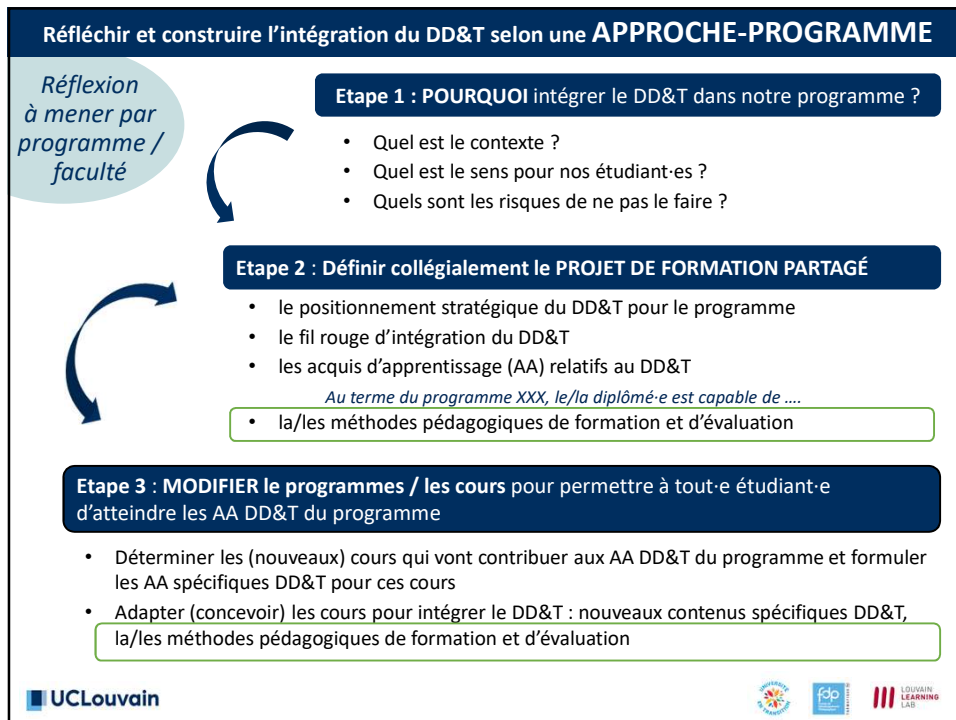 Réfléchir et construire l'intégration du DD&T selon une APPROCHE-PROGRAMME
Réflexion
à mener par
programme /
faculté
Etape 1 : POURQUOI intégrer le DD&T dans notre programme ?
• Quel est le contexte ?
• Quel est le sens pour nos étudiant·es ?
• Quels sont les risques de ne pas le faire ?
Etape 2 : Définir collégialement le PROJET DE FORMATION PARTAGÉ
• le positionnement stratégique du DD&T pour le programme
• le fil rouge d'intégration du DD&T
• les acquis d'apprentissage (AA) relatifs au DD&T
Au terme du programme XXX, le/la diplômé·e est capable de ....
• la/les méthodes pédagogiques de formation et d'évaluation
Etape 3 : MODIFIER le programmes / les cours pour permettre à tout·e étudiant·e
d'atteindre les AA DD&T du programme
• Déterminer les (nouveaux) cours qui vont contribuer aux AA DD&T du programme et formuler
les AA spécifiques DD&T pour ces cours
• Adapter (concevoir) les cours pour intégrer le DD&T : nouveaux contenus spécifiques DD&T,
la/les méthodes pédagogiques de formation et d'évaluation
UCLouvain
UNIVERSITÉ
EN TRANSITION
fdp
LOUVAIN
LEARNING
LAB